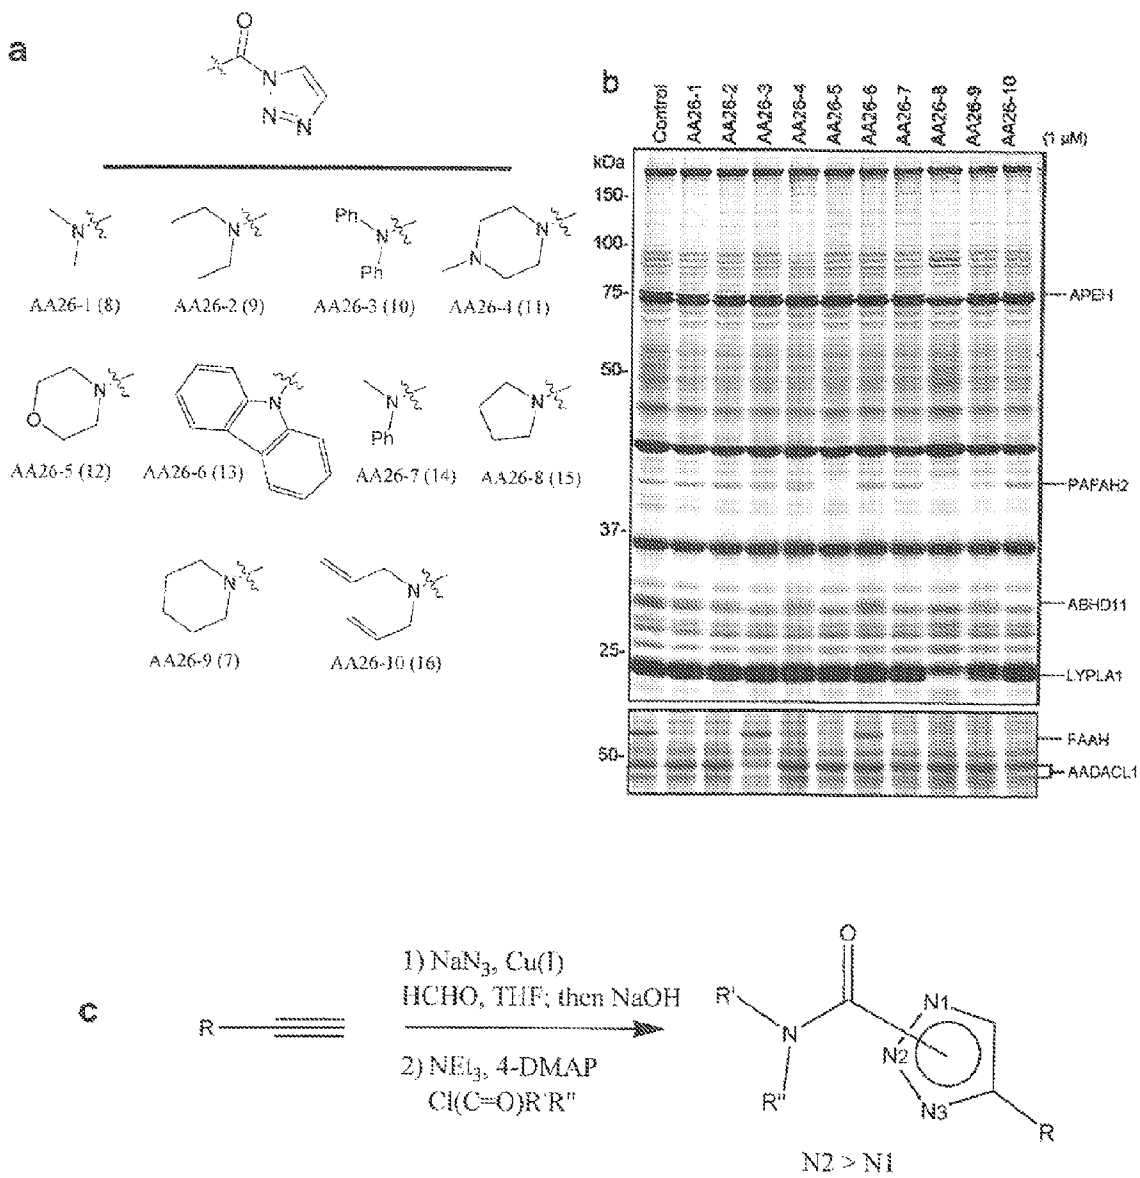 a
O
N
N=N
N
AA26-1 (8)
N
AA26-2 (9)
Ph
N
Ph
AA26-3 (10)
N
N
AA26-4 (11)
N
O
AA26-5 (12)
N
AA26-6 (13)
N
Ph
AA26-7 (14)
N
AA26-8 (15)
N
AA26-9 (7)
N
AA26-10 (16)
b
Control
AA26-1
AA26-2
AA26-3
AA26-4
AA26-5
AA26-6
AA26-7
AA26-8
AA26-9
AA26-10
(1 μM)
kDa
150-
100-
75-
50-
37-
25-
50-
APEH
PAFAH2
ABHD11
LYPLA1
FAAH
AADACL1
c
R
1) NaN3, Cu(I)
HCHO, THF; then NaOH
2) NEt3, 4-DMAP
Cl(C=O)R'R"
O
R'
N
R"
N1
N2
N3
R
N2 > N1